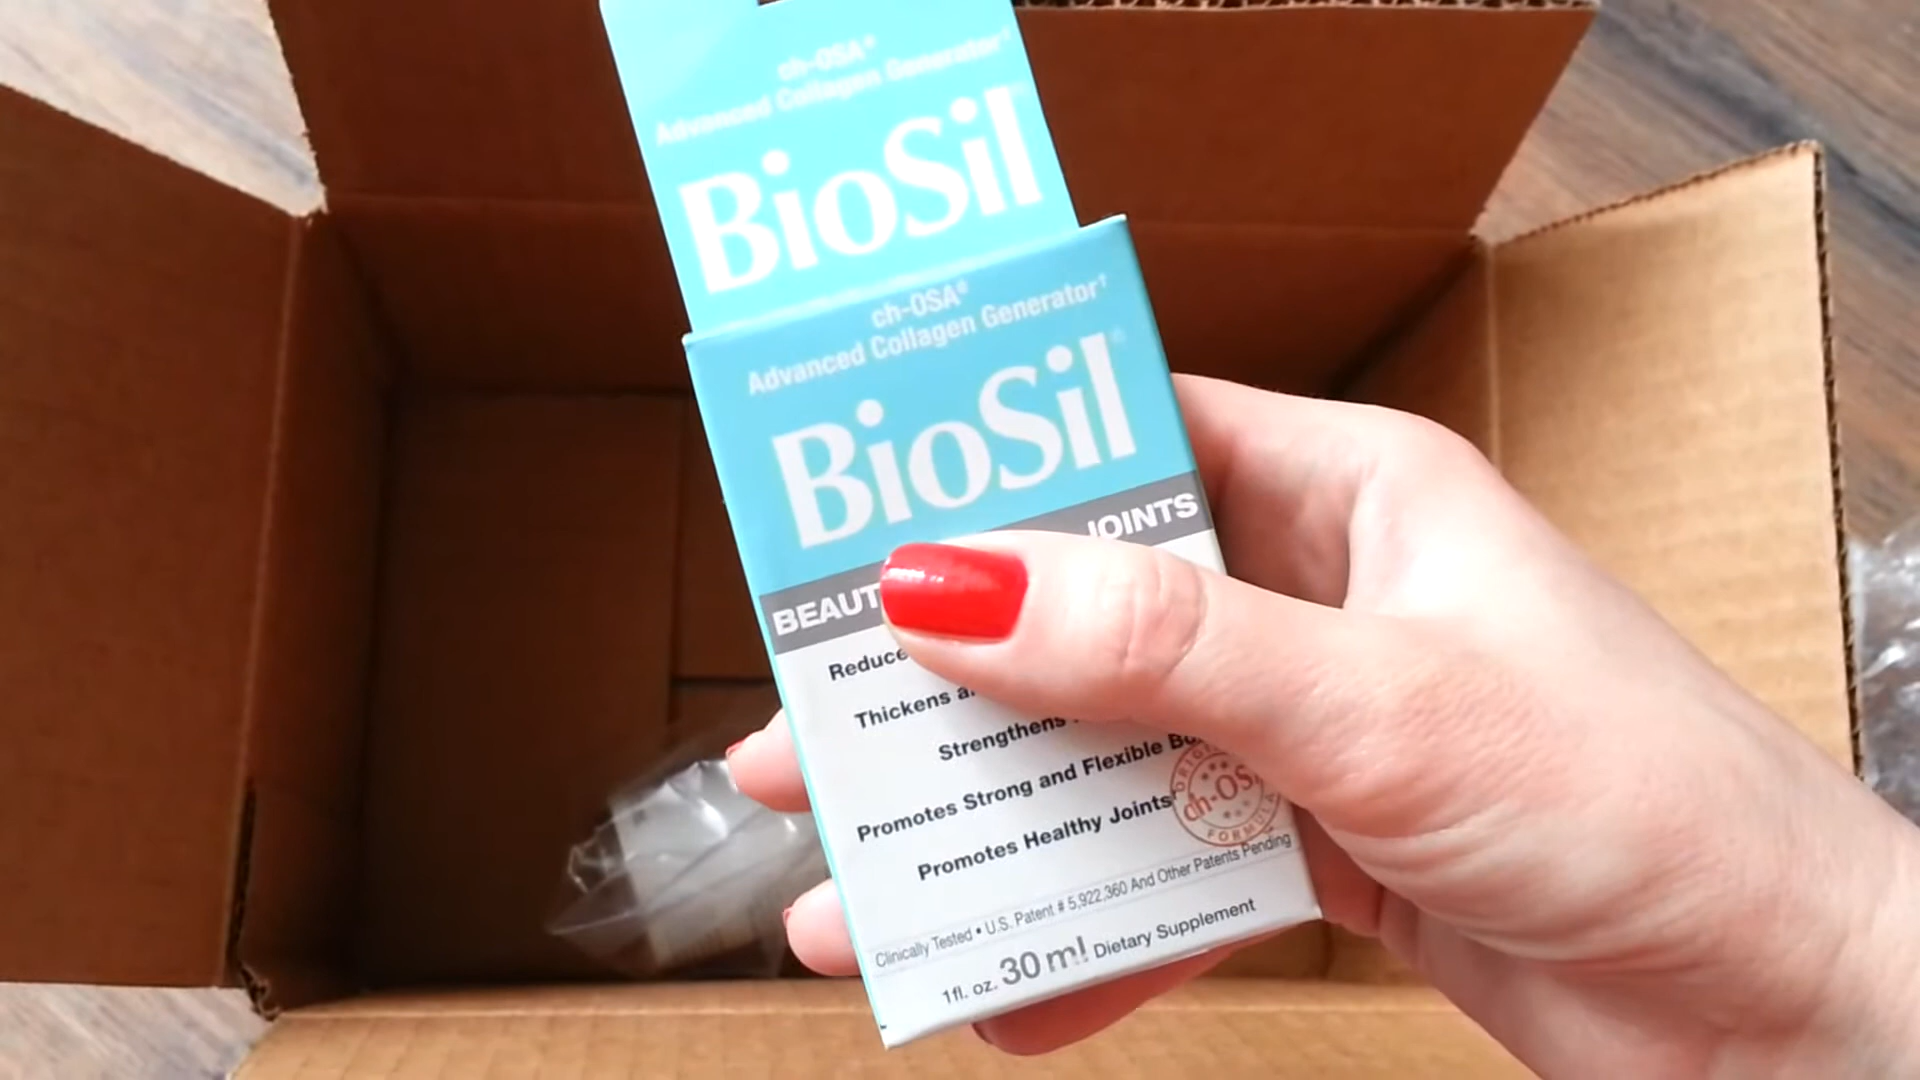 ch-OSA®
Advanced Collagen Generator†
BioSil
ch-OSA®
Advanced Collagen Generator†
BioSil®
BEAUT JOINTS
Reduce
Thickens
Strengthens
Promotes Strong and Flexible
Promotes Healthy Joints
ch-OS
FORMULA
Clinically Tested • U.S. Patent # 5,922,360 And Other Patents Pending
1fl. oz. 30 ml Dietary Supplement